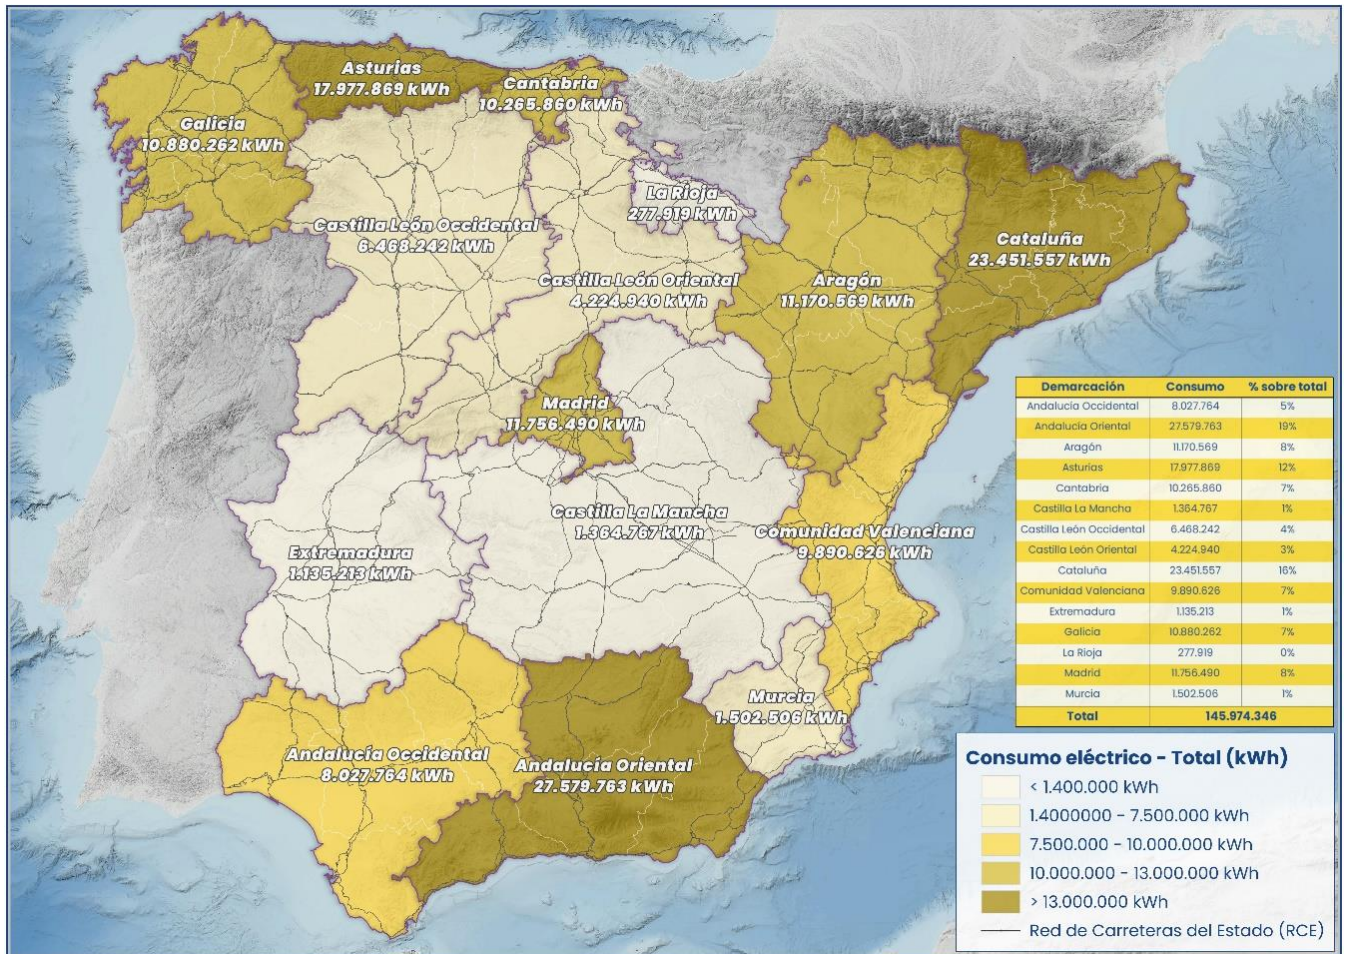 Asturias
17.977.869 kWh
Cantabria
10.265.860 kWh
Galicia
10.880.262 kWh
La Rioja
277.919 kWh
Castilla León Occidental
6.468.242 kWh
Cataluña
23.451.557 kWh
Castilla León Oriental
4.224.940 kWh
Aragón
11.170.569 kWh
Madrid
11.756.490 kWh
Castilla La Mancha
1.364.767 kWh
Comunidad Valenciana
9.890.626 kWh
Extremadura
1.135.213 kWh
Murcia
1.502.506 kWh
Andalucía Occidental
8.027.764 kWh
Andalucía Oriental
27.579.763 kWh
Demarcación Consumo % sobre total
Andalucía Occidental 8.027.764 5%
Andalucía Oriental 27.579.763 19%
Aragón 11.170.569 8%
Asturias 17.977.869 12%
Cantabria 10.265.860 7%
Castilla La Mancha 1.364.767 1%
Castilla León Occidental 6.468.242 4%
Castilla León Oriental 4.224.940 3%
Cataluña 23.451.557 16%
Comunidad Valenciana 9.890.626 7%
Extremadura 1.135.213 1%
Galicia 10.880.262 7%
La Rioja 277.919 0%
Madrid 11.756.490 8%
Murcia 1.502.506 1%
Total 145.974.346
Consumo eléctrico - Total (kWh)
< 1.400.000 kWh
1.4000000 - 7.500.000 kWh
7.500.000 - 10.000.000 kWh
10.000.000 - 13.000.000 kWh
> 13.000.000 kWh
Red de Carreteras del Estado (RCE)